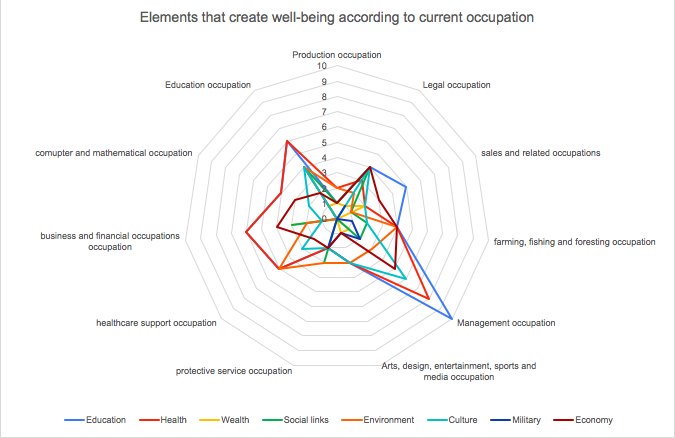 Elements that create well-being according to current occupation
Production occupation
10
9
8
7
6
5
4
3
2
1
0
Legal occupation
sales and related occupations
farming, fishing and foresting occupation
Management occupation
Arts, design, entertainment, sports and
media occupation
protective service occupation
healthcare support occupation
business and financial occupations
occupation
comupter and mathematical occupation
Education occupation
Education Health Wealth Social links Environment Culture Military Economy